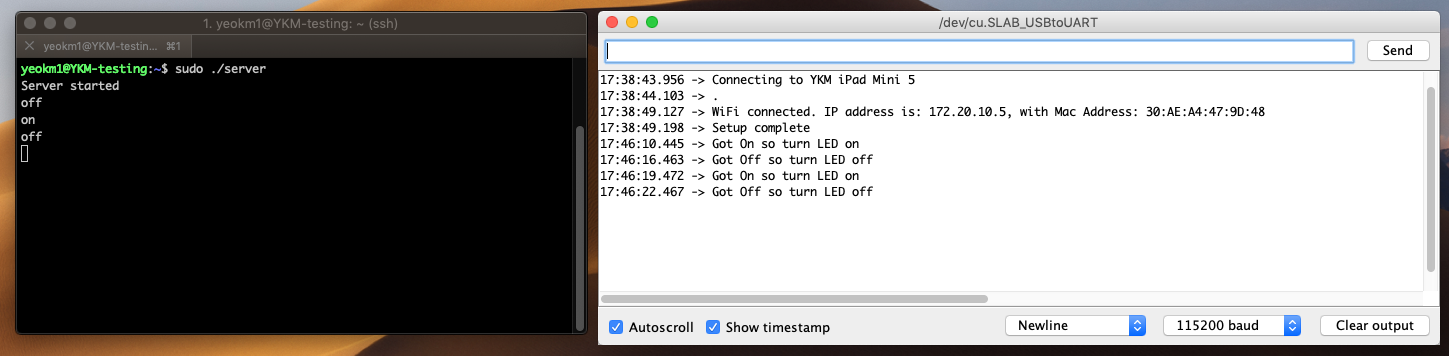 1. yeokm1@YKM-testing: ~ (ssh)
yeokm1@YKM-testin... ⌘1
yeokm1@YKM-testing:~$ sudo ./server
Server started
off
on
off
/dev/cu.SLAB_USBtoUART
Send
17:38:43.956 -> Connecting to YKM iPad Mini 5
17:38:44.103 -> .
17:38:49.127 -> WiFi connected. IP address is: 172.20.10.5, with Mac Address: 30:AE:A4:47:9D:48
17:38:49.198 -> Setup complete
17:46:10.445 -> Got On so turn LED on
17:46:16.463 -> Got Off so turn LED off
17:46:19.472 -> Got On so turn LED on
17:46:22.467 -> Got Off so turn LED off
Autoscroll Show timestamp Newline 115200 baud Clear output